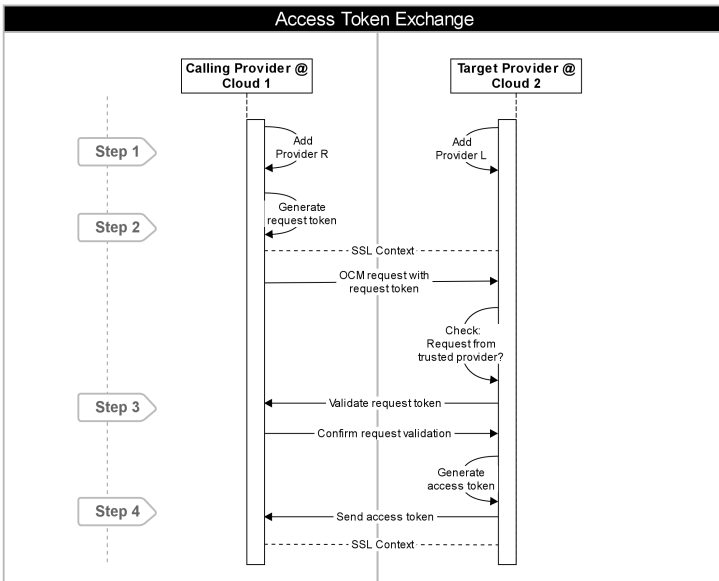 Access Token Exchange
Calling Provider @
Cloud 1
Target Provider @
Cloud 2
Step 1
Add
Provider R
Add
Provider L
Step 2
Generate
request token
SSL Context
OCM request with
request token
Check:
Request from
trusted provider?
Step 3
Validate request token
Confirm request validation
Generate
access token
Step 4
Send access token
SSL Context